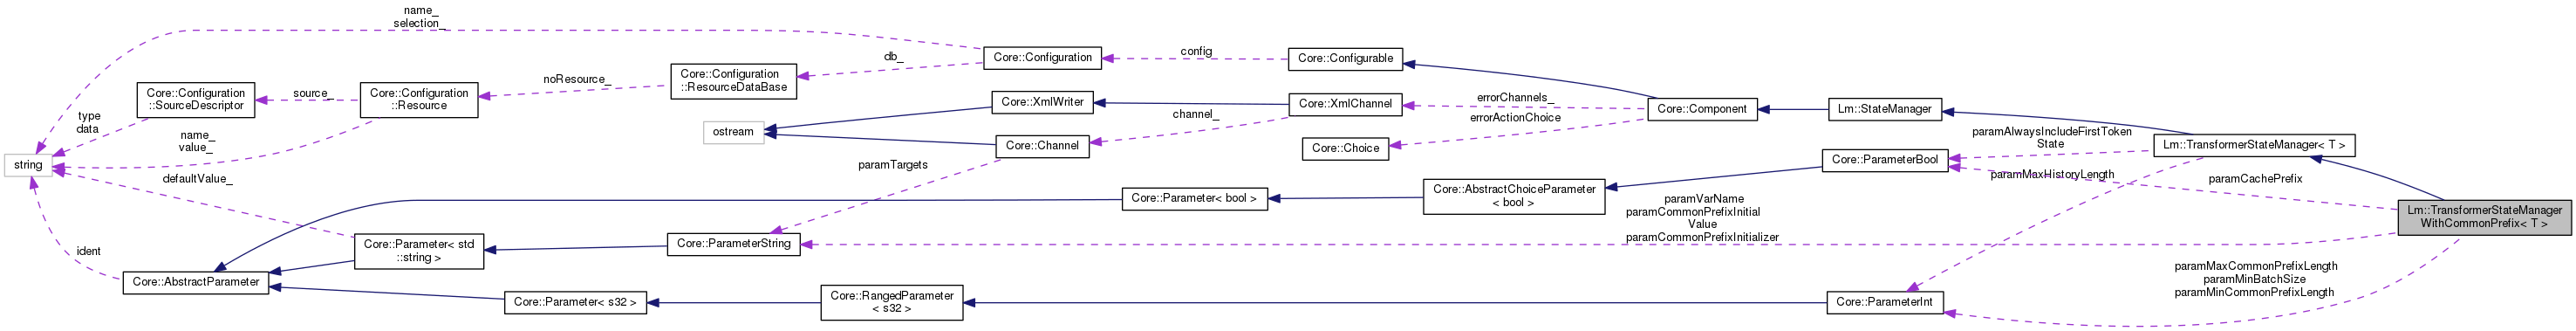 name_
selection_
Core::Configuration
config
Core::Configurable
db_
Core::Configuration
::ResourceDataBase
noResource_
Core::Configuration
::Resource
source_
Core::Configuration
::SourceDescriptor
type
data
name_
value_
string
defaultValue_
ident
ostream
Core::XmlWriter
Core::XmlChannel
errorChannels_
errorActionChoice
channel_
Core::Channel
Core::Choice
Core::Component
Lm::StateManager
paramAlwaysIncludeFirstToken
State
Lm::TransformerStateManager< T >
paramTargets
Core::ParameterBool
paramMaxHistoryLength
paramCachePrefix
Core::Parameter< bool >
Core::AbstractChoiceParameter
< bool >
paramVarName
paramCommonPrefixInitial
Value
paramCommonPrefixInitializer
Lm::TransformerStateManager
WithCommonPrefix< T >
Core::Parameter< std
::string >
Core::ParameterString
Core::AbstractParameter
Core::Parameter< s32 >
Core::RangedParameter
< s32 >
Core::ParameterInt
paramMaxCommonPrefixLength
paramMinBatchSize
paramMinCommonPrefixLength